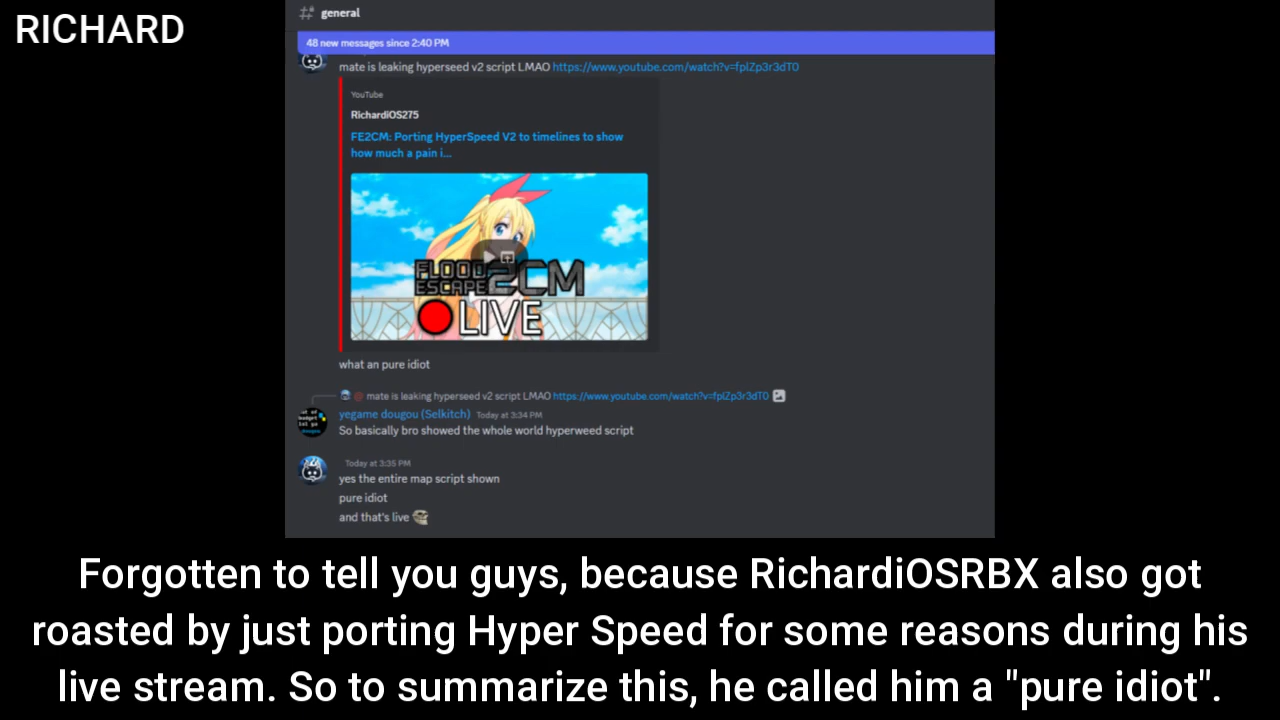 RICHARD
general
48 new messages since 2:40 PM
mate is leaking hyperseed v2 script LMAO https://www.youtube.com/watch?v=fplZp3r3dT0
YouTube
RichardiOS275
FE2CM: Porting HyperSpeed V2 to timelines to show
how much a pain i...
FLOOD
ESCAPE 2CM
LIVE
what an pure idiot
mate is leaking hyperseed v2 script LMAO https://www.youtube.com/watch?v=fplZp3r3dT0
yegame dougou (Selkitch) Today at 3:34 PM
So basically bro showed the whole world hyperweed script
Today at 3:35 PM
yes the entire map script shown
pure idiot
and that's live
Forgotten to tell you guys, because RichardiOSRBX also got
roasted by just porting Hyper Speed for some reasons during his
live stream. So to summarize this, he called him a "pure idiot".